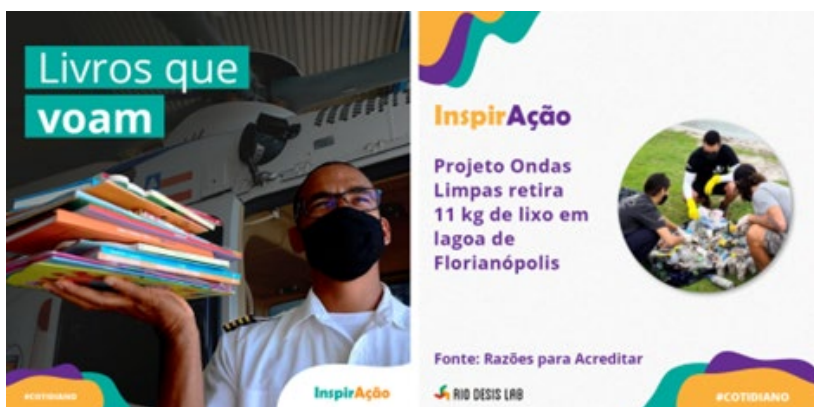 Livros que
voam
#COTIDIANO
InspirAção
InspirAção
Projeto Ondas
Limpas retira
11 kg de lixo em
lagoa de
Florianópolis
Fonte: Razões para Acreditar
RIO DESIS LAB
#COTIDIANO